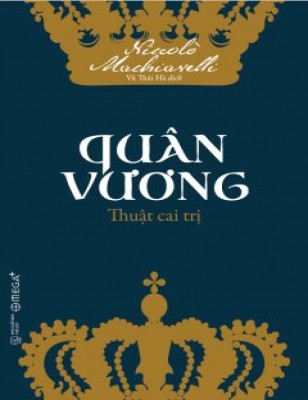 Niccolò
Machiavelli
Vũ Thái Hà dịch
QUÂN
VƯƠNG
Thuật cai trị
OMEGA+